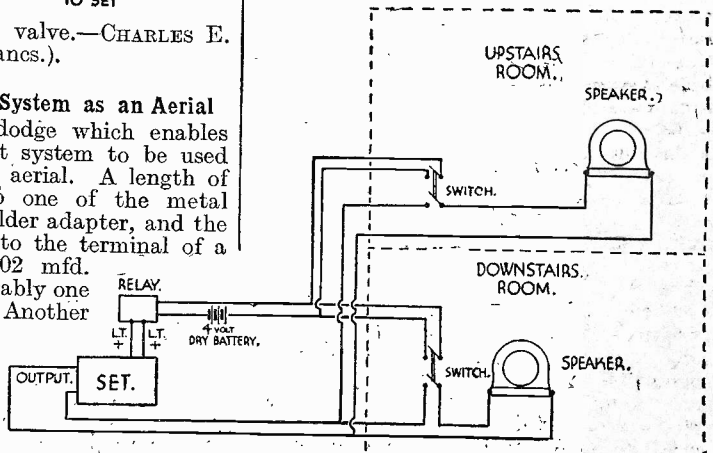 TO SET
valve.—CHARLES E.
ancs.).
System as an Aerial
dodge which enables
t system to be used
aerial. A length of
one of the metal
lder adapter, and the
to the terminal of a
02 mfd.
ably one
Another
UPSTAIRS
ROOM.
SPEAKER.
SWITCH.
DOWNSTAIRS.
ROOM.
RELAY.
L.T. L.T.
+ +
4 VOLT
DRY BATTERY.
OUTPUT.
SET.
SWITCH.
SPEAKER.